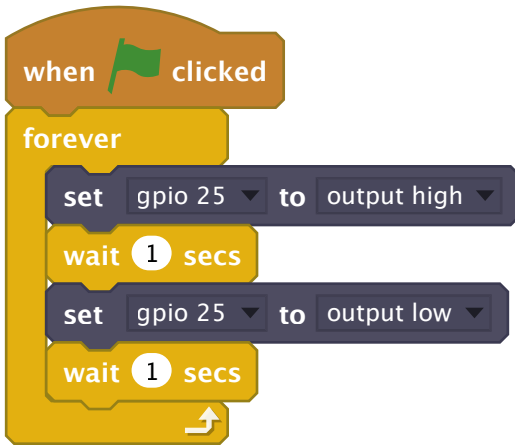 when clicked
forever
set gpio 25 to output high
wait 1 secs
set gpio 25 to output low
wait 1 secs